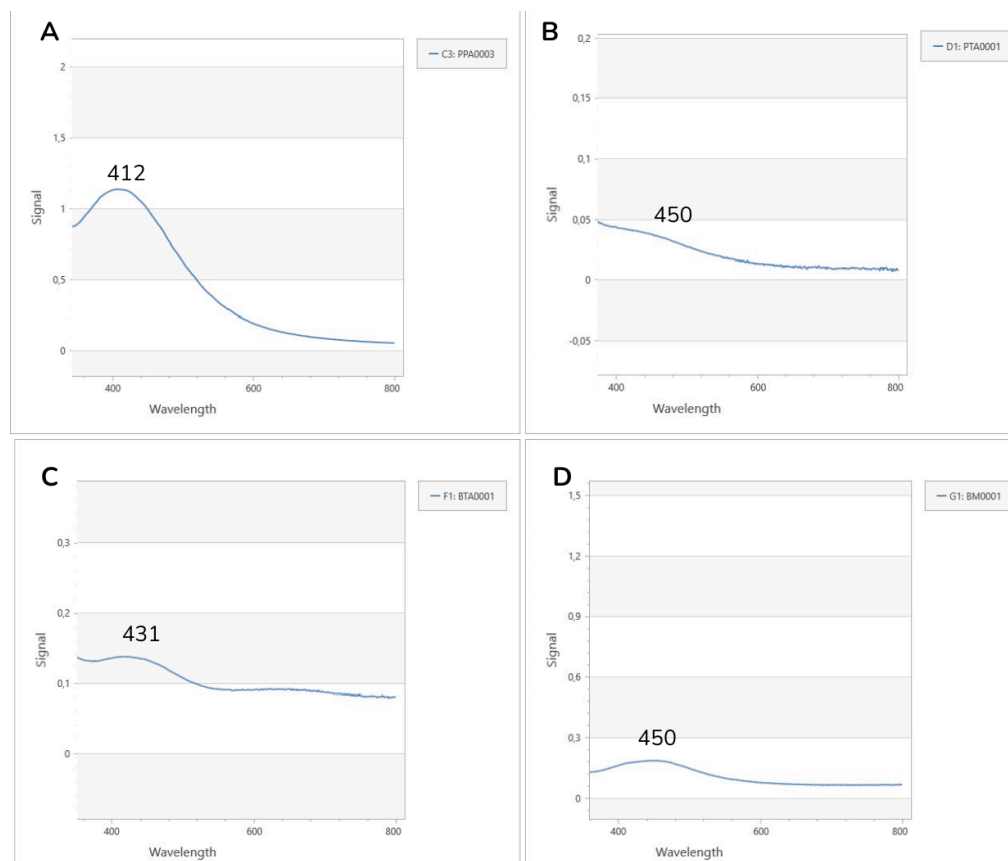 A
C3: PPA0003
2
1,5
1
0,5
0
412
Signal
400
600
800
Wavelength
B
D1: PTA0001
0,2
0,15
0,1
0,05
0
-0,05
450
Signal
400
600
800
Wavelength
C
F1: BTA0001
0,3
0,2
0,1
0
431
Signal
400
600
800
Wavelength
D
G1: BM0001
1,5
1,2
0,9
0,6
0,3
0
450
Signal
400
600
800
Wavelength